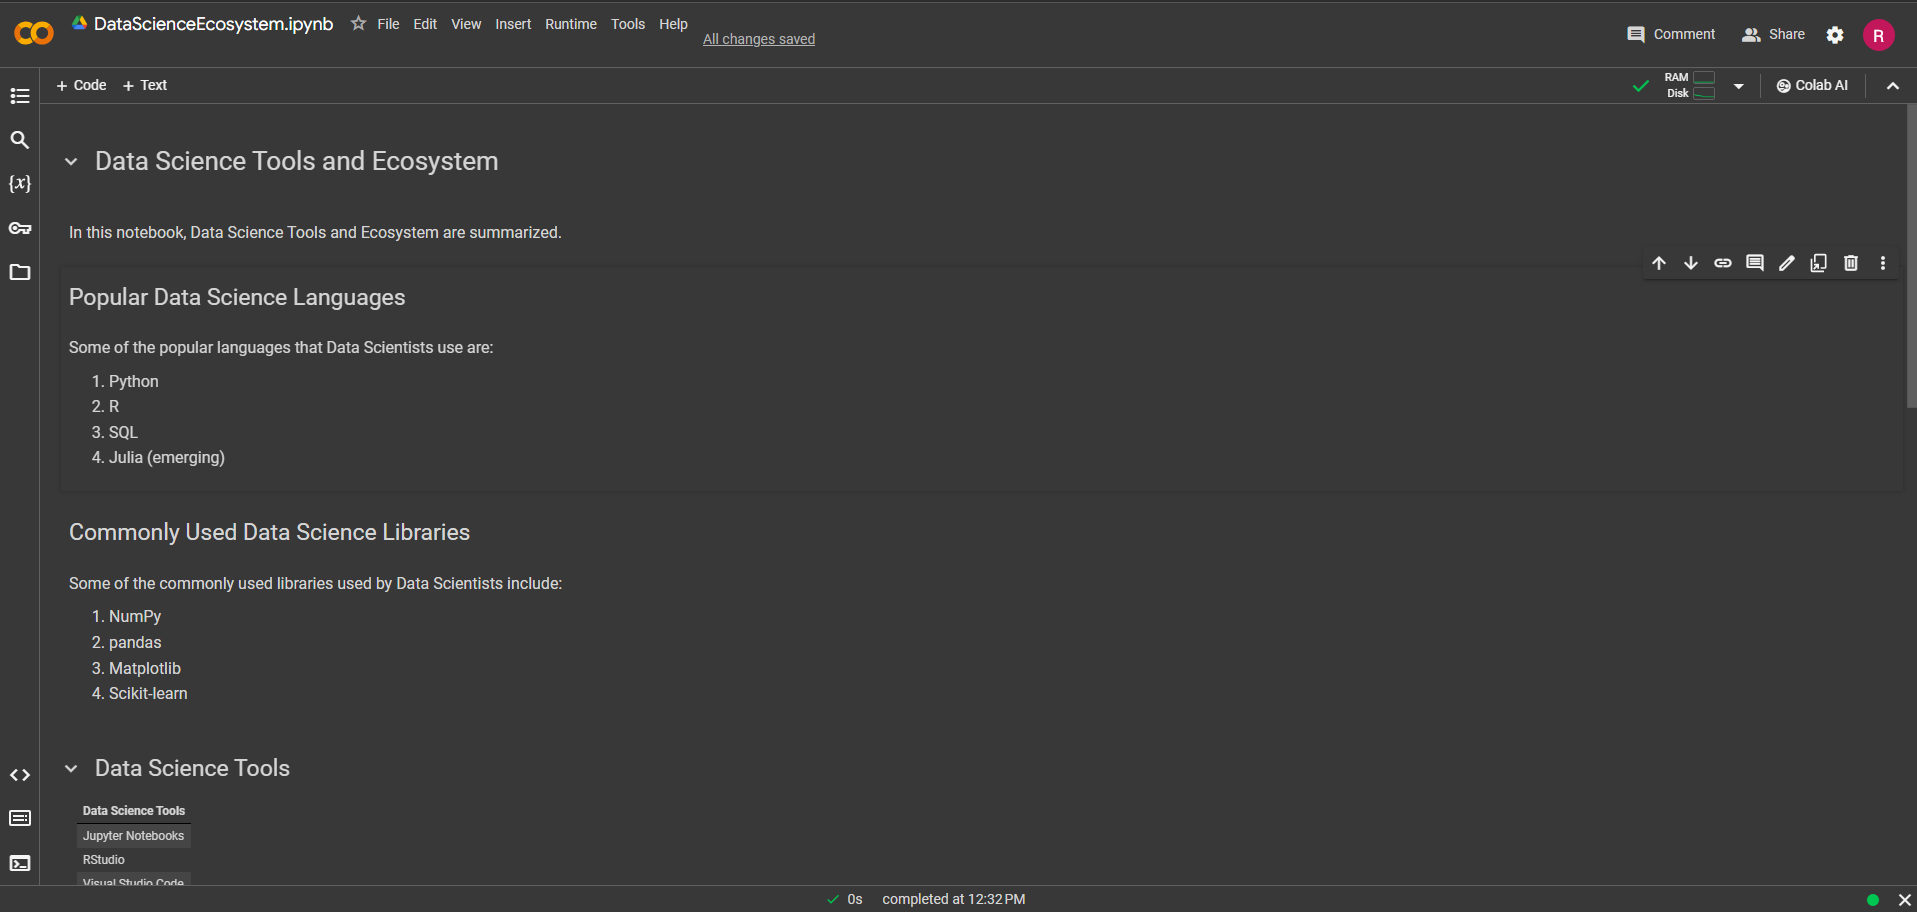 DataScienceEcosystem.ipynb
File Edit View Insert Runtime Tools Help
All changes saved
Comment Share R
+ Code + Text
RAM
Disk
Colab AI
{x}
Data Science Tools and Ecosystem
In this notebook, Data Science Tools and Ecosystem are summarized.
Popular Data Science Languages
Some of the popular languages that Data Scientists use are:
1. Python
2. R
3. SQL
4. Julia (emerging)
Commonly Used Data Science Libraries
Some of the commonly used libraries used by Data Scientists include:
1. NumPy
2. pandas
3. Matplotlib
4. Scikit-learn
Data Science Tools
Data Science Tools
Jupyter Notebooks
RStudio
Visual Studio Code
0s completed at 12:32 PM